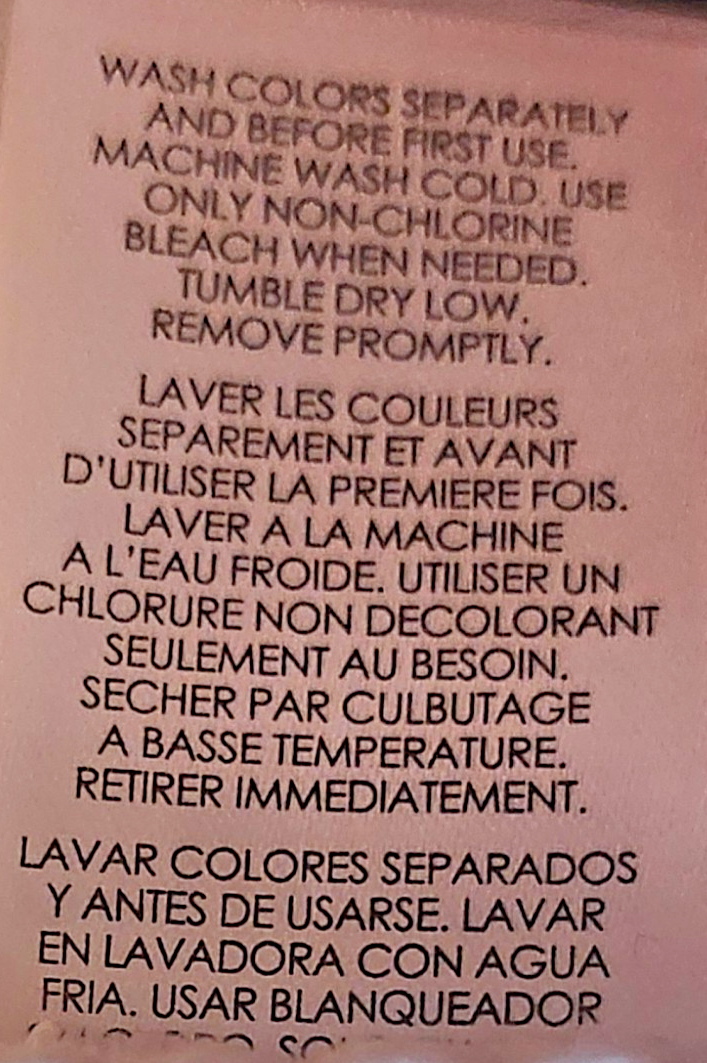 WASH COLORS SEPARATELY
AND BEFORE FIRST USE.
MACHINE WASH COLD. USE
ONLY NON-CHLORINE
BLEACH WHEN NEEDED.
TUMBLE DRY LOW.
REMOVE PROMPTLY.
LAVER LES COULEURS
SEPAREMENT ET AVANT
D'UTILISER LA PREMIERE FOIS.
LAVER A LA MACHINE
A L'EAU FROIDE. UTILISER UN
CHLORURE NON DECOLORANT
SEULEMENT AU BESOIN.
SECHER PAR CULBUTAGE
A BASSE TEMPERATURE.
RETIRER IMMEDIATEMENT.
LAVAR COLORES SEPARADOS
Y ANTES DE USARSE. LAVAR
EN LAVADORA CON AGUA
FRIA. USAR BLANQUEADOR